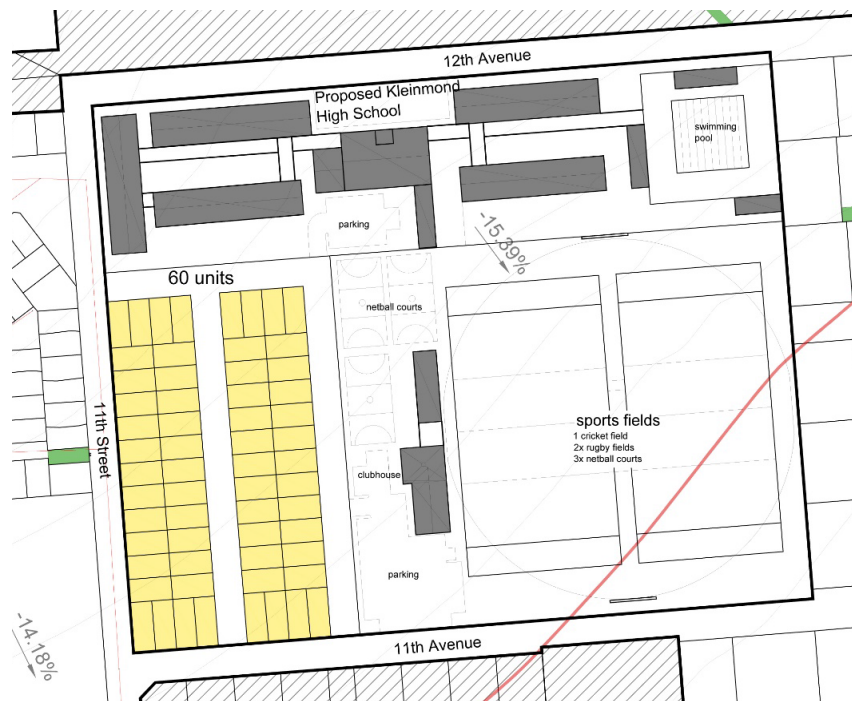 12th Avenue
Proposed Kleinmond
High School
swimming
pool
parking
-15.39%
60 units
netball courts
11th Street
sports fields
1 cricket field
2x rugby fields
3x netball courts
clubhouse
parking
-14.18%
11th Avenue